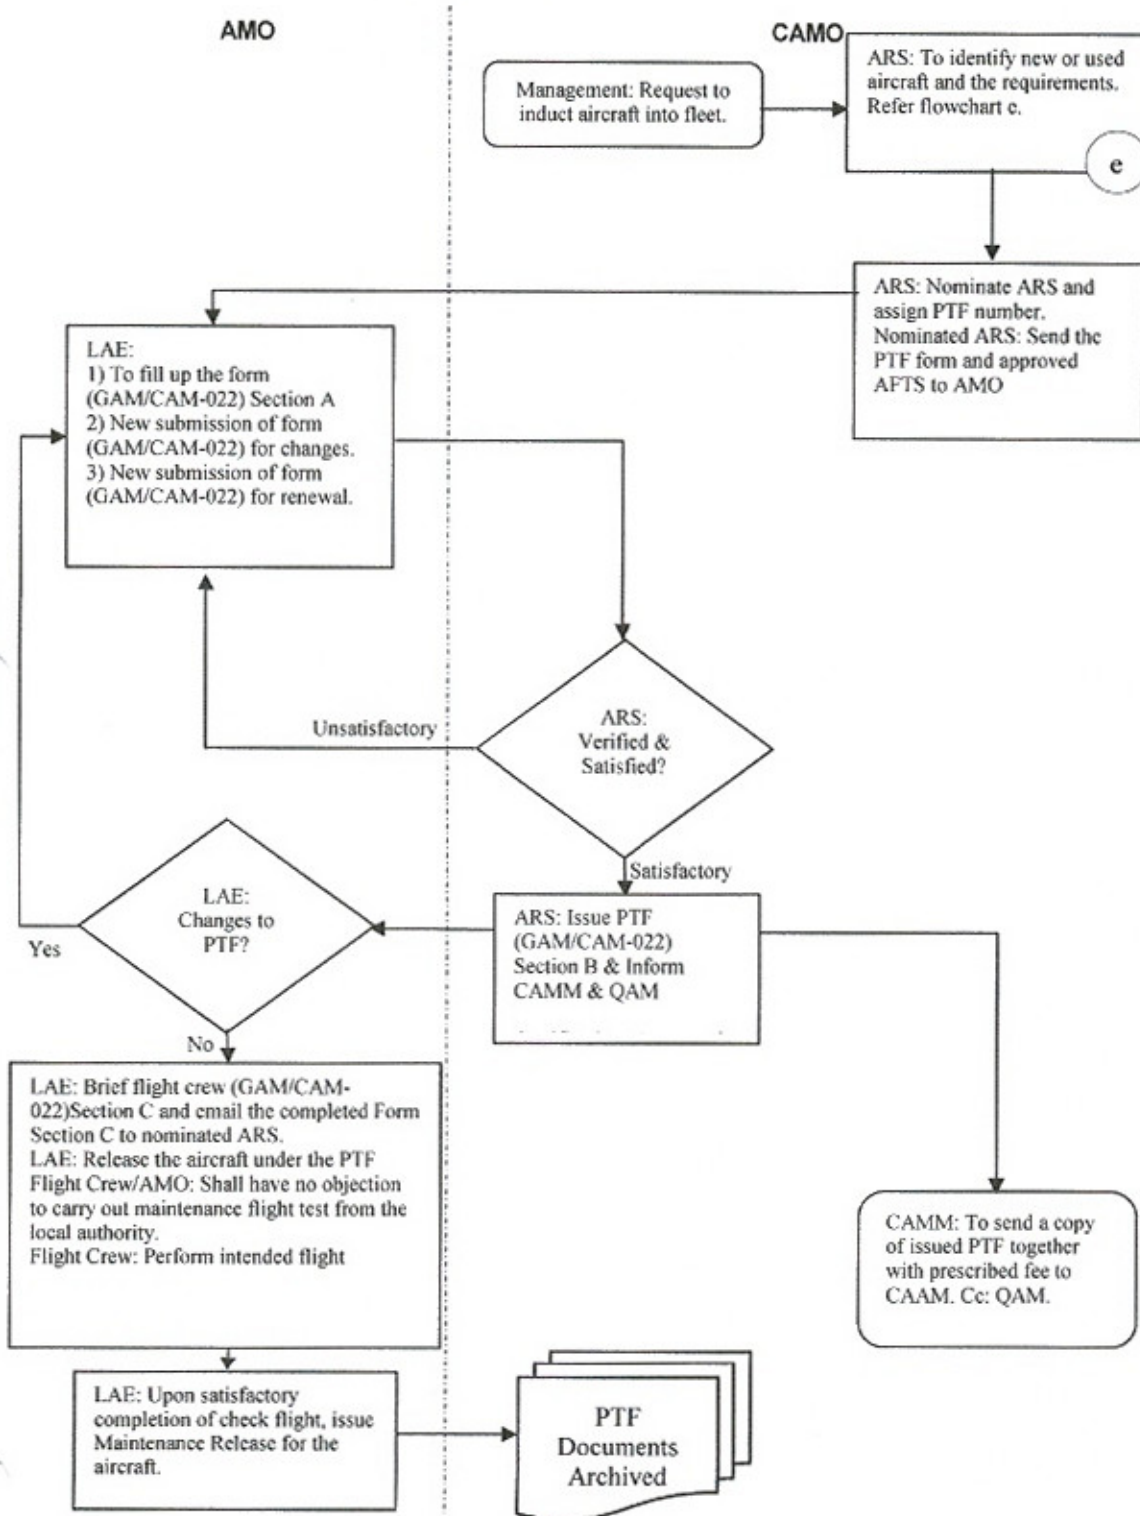 AMO
CAMO
Management: Request to
induct aircraft into fleet.
ARS: To identify new or used
aircraft and the requirements.
Refer flowchart e.
e
ARS: Nominate ARS and
assign PTF number.
Nominated ARS: Send the
PTF form and approved
AFTS to AMO
LAE:
1) To fill up the form
(GAM/CAM-022) Section A
2) New submission of form
(GAM/CAM-022) for changes.
3) New submission of form
(GAM/CAM-022) for renewal.
Unsatisfactory
ARS:
Verified &
Satisfied?
Satisfactory
LAE:
Changes to
PTF?
Yes
No
ARS: Issue PTF
(GAM/CAM-022)
Section B & Inform
CAMM & QAM
LAE: Brief flight crew (GAM/CAM-
022)Section C and email the completed Form
Section C to nominated ARS.
LAE: Release the aircraft under the PTF
Flight Crew/AMO: Shall have no objection
to carry out maintenance flight test from the
local authority.
Flight Crew: Perform intended flight
CAMM: To send a copy
of issued PTF together
with prescribed fee to
CAAM. Cc: QAM.
LAE: Upon satisfactory
completion of check flight, issue
Maintenance Release for the
aircraft.
PTF
Documents
Archived